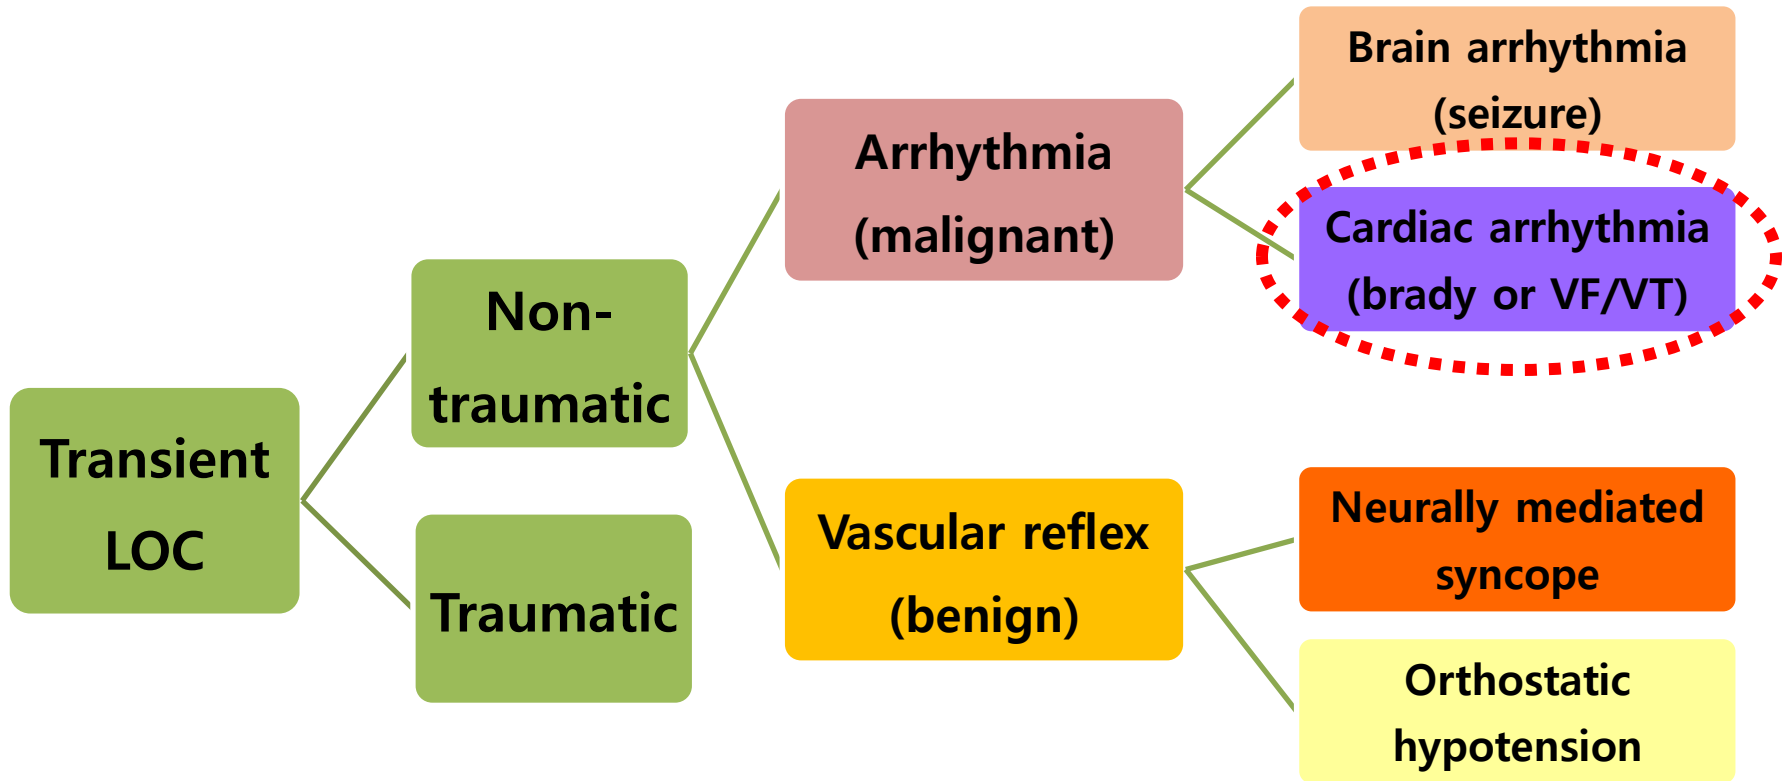 Transient
LOC
Non-
traumatic
Traumatic
Arrhythmia
(malignant)
Vascular reflex
(benign)
Brain arrhythmia
(seizure)
Cardiac arrhythmia
(brady or VF/VT)
Neurally mediated
syncope
Orthostatic
hypotension